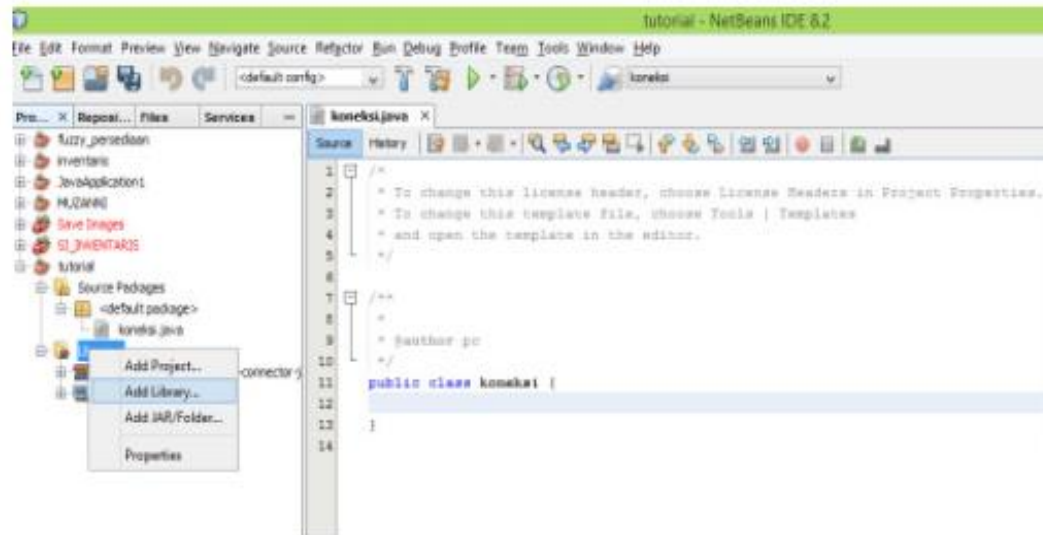 tutorial - NetBeans IDE 8.2
File Edit Format Preview View Navigate Source Refactor Run Debug Profile Team Tools Window Help
<default config>
koneksi
Pro... Reposi... Files Services
koneksi.java
Source History
fuzzy_persediaan
inventaris
JavaApplication1
MUZANNI
Save Images
SI_INVENTARIS
tutorial
Source Packages
<default package>
koneksi.java
connector-j
Add Project...
Add Library...
Add JAR/Folder...
Properties
1 /*
2 * To change this license header, choose License Headers in Project Properties.
3 * To change this template file, choose Tools | Templates
4 * and open the template in the editor.
5 */
6
7 /**
8 *
9 * @author pc
10 */
11 public class koneksi {
12
13 }
14